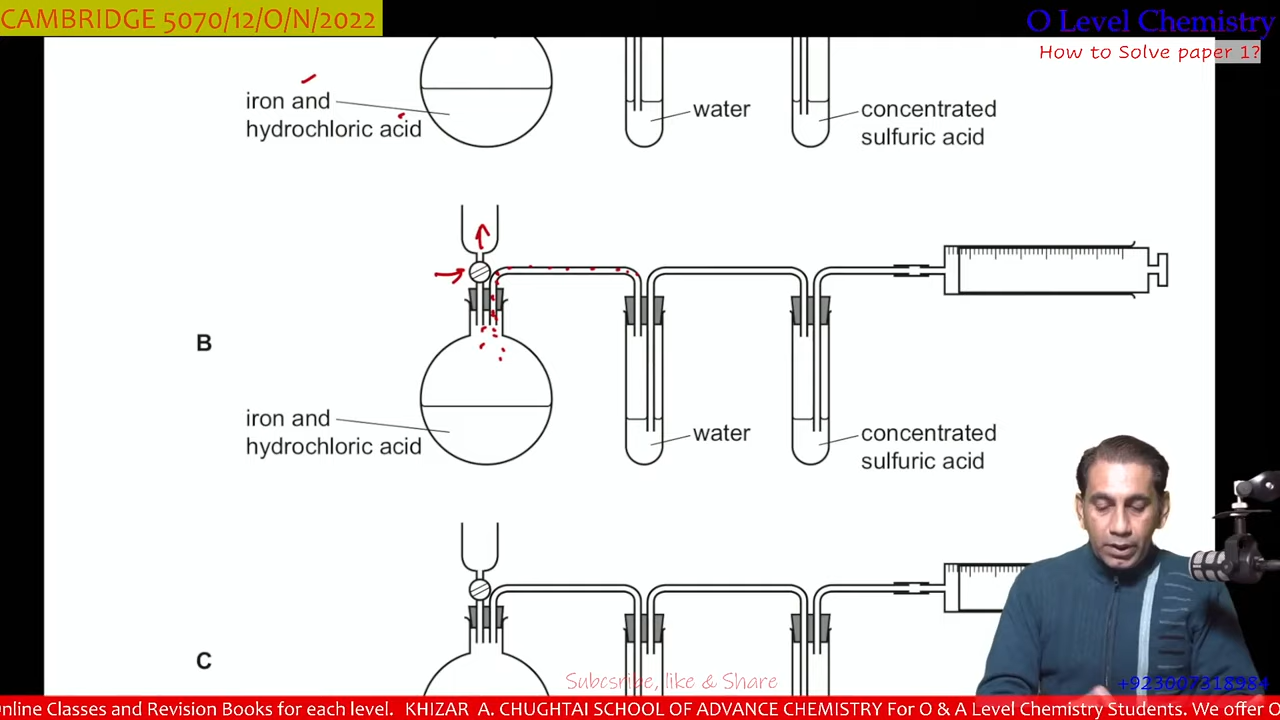 CAMBRIDGE 5070/12/O/N/2022
O Level Chemistry
How to Solve paper 1?
iron and
hydrochloric acid
water
concentrated
sulfuric acid
B
iron and
hydrochloric acid
water
concentrated
sulfuric acid
C
Subcsribe, like & Share
+923007318984
nline Classes and Revision Books for each level. KHIZAR A. CHUGHTAI SCHOOL OF ADVANCE CHEMISTRY For O & A Level Chemistry Students. We offer O